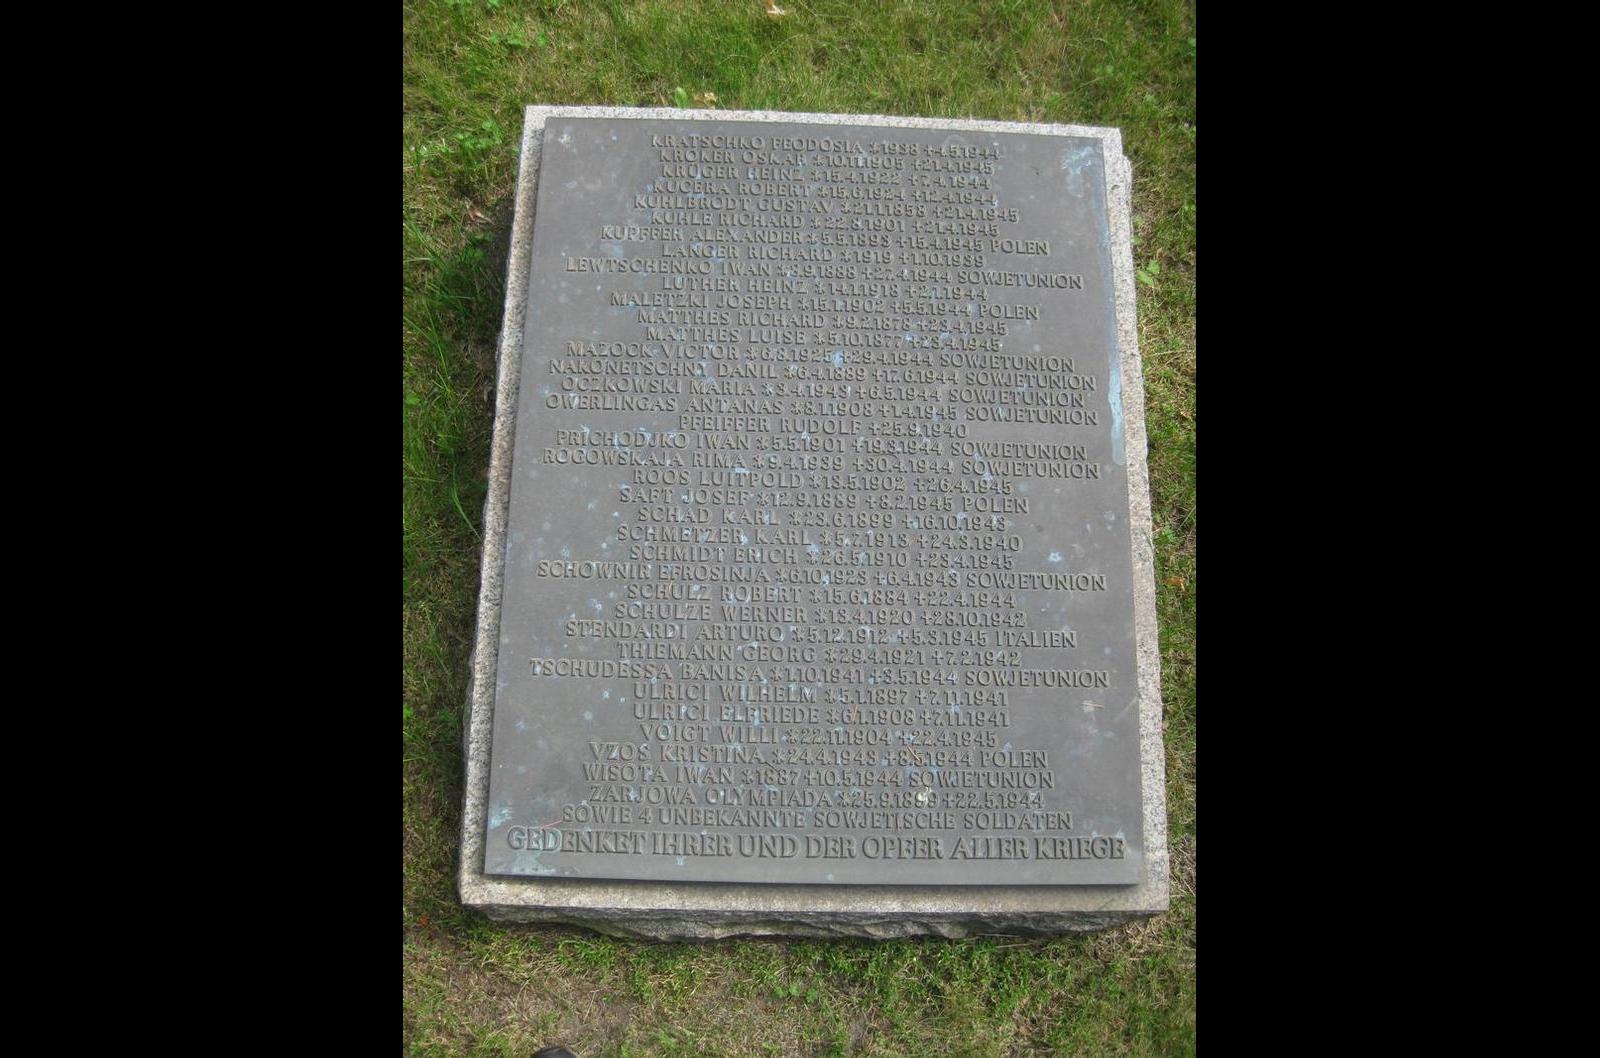 KRATSCHKO FEODOSIA *1938 +4.5.1944
KRÖKER OSKAR *10.11.1905 +21.4.1945
KRÜGER HEINZ *15.4.1922 +7.4.1944
KUCERA ROBERT *15.6.1924 +12.4.1944
KUHLBRODT GUSTAV *21.1.1858 +21.4.1945
KUHLE RICHARD *22.8.1901 +21.4.1945
KUPFFER ALEXANDER *5.5.1893 +15.4.1945 POLEN
LANGER RICHARD *1919 +1.10.1939
LEWTSCHENKO IWAN *8.9.1888 +27.4.1944 SOWJETUNION
LUTHER HEINZ *14.1.1918 +2.1.1944
MALETZKI JOSEPH *15.1.1902 +5.5.1944 POLEN
MATTHES RICHARD *9.2.1878 +23.4.1945
MATTHES LUISE *5.10.1877 +23.4.1945
MAZOCK VICTOR *6.8.1925 +29.4.1944 SOWJETUNION
NAKONETSCHNY DANIL *6.4.1889 +17.6.1944 SOWJETUNION
OCZKOWSKI MARIA *3.4.1943 +6.5.1944 SOWJETUNION
OWERLINGAS ANTANAS *8.1.1908 +1.4.1945 SOWJETUNION
PFEIFFER RUDOLF +25.9.1940
PRICHODJKO IWAN *5.5.1901 +19.3.1944 SOWJETUNION
ROGOWSKAJA RIMA *9.4.1939 +30.4.1944 SOWJETUNION
ROOS LUITPOLD *13.5.1902 +26.4.1945
SAFT JOSEF *12.9.1889 +8.2.1945 POLEN
SCHAD KARL *23.6.1899 +16.10.1943
SCHMETZER KARL *5.7.1913 +24.3.1940
SCHMIDT ERICH *26.5.1910 +23.4.1945
SCHOWNIR EFROSINJA *6.10.1923 +6.4.1943 SOWJETUNION
SCHULZ ROBERT *15.6.1884 +22.4.1944
SCHULZE WERNER *13.4.1920 +28.10.1942
STENDARDI ARTURO *5.12.1912 +5.3.1945 ITALIEN
THIEMANN GEORG *29.4.1921 +7.2.1942
TSCHUDESSA BANISA *1.10.1941 +3.5.1944 SOWJETUNION
ULRICI WILHELM *5.1.1897 +7.11.1941
ULRICI ELFRIEDE *6.1.1908 +7.11.1941
VOIGT WILLI *22.11.1904 +22.4.1945
VZOS KRISTINA *24.4.1943 +8.5.1944 POLEN
WISOTA IWAN *1887 +10.5.1944 SOWJETUNION
ZARJOWA OLYMPIADA *25.9.1899 +22.5.1944
SOWIE 4 UNBEKANNTE SOWJETISCHE SOLDATEN
GEDENKET IHRER UND DER OPFER ALLER KRIEGE